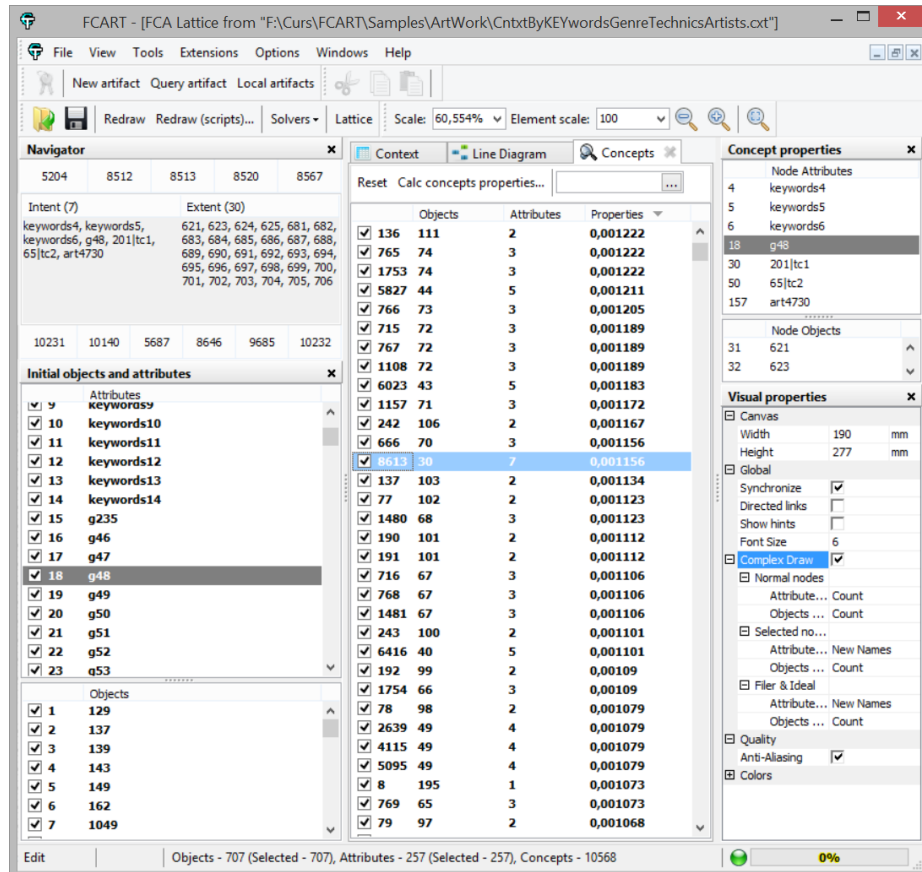 FCART - [FCA Lattice from "F:\Curs\FCART\Samples\ArtWork\CntxtByKEYwordsGenreTechnicsArtists.cxt"]
File View Tools Extensions Options Windows Help
New artifact Query artifact Local artifacts
Redraw Redraw (scripts)... Solvers Lattice Scale: 60,554% Element scale: 100
Navigator
5204 8512 8513 8520 8567
Intent (7) Extent (30)
keywords4, keywords5,
keywords6, g48, 201|tc1,
65|tc2, art4730
621, 623, 624, 625, 681, 682,
683, 684, 685, 686, 687, 688,
689, 690, 691, 692, 693, 694,
695, 696, 697, 698, 699, 700,
701, 702, 703, 704, 705, 706
10231 10140 5687 8646 9685 10232
Initial objects and attributes
Attributes
9 keywords9
10 keywords10
11 keywords11
12 keywords12
13 keywords13
14 keywords14
15 g235
16 g46
17 g47
18 g48
19 g49
20 g50
21 g51
22 g52
23 g53
Objects
1 129
2 137
3 139
4 143
5 149
6 162
7 1049
Context Line Diagram Concepts
Reset Calc concepts properties... ...
Objects Attributes Properties
136 111 2 0,001222
765 74 3 0,001222
1753 74 3 0,001222
5827 44 5 0,001211
766 73 3 0,001205
715 72 3 0,001189
767 72 3 0,001189
1108 72 3 0,001189
6023 43 5 0,001183
1157 71 3 0,001172
242 106 2 0,001167
666 70 3 0,001156
8613 30 7 0,001156
137 103 2 0,001134
77 102 2 0,001123
1480 68 3 0,001123
190 101 2 0,001112
191 101 2 0,001112
716 67 3 0,001106
768 67 3 0,001106
1481 67 3 0,001106
243 100 2 0,001101
6416 40 5 0,001101
192 99 2 0,00109
1754 66 3 0,00109
78 98 2 0,001079
2639 49 4 0,001079
4115 49 4 0,001079
5095 49 4 0,001079
8 195 1 0,001073
769 65 3 0,001073
79 97 2 0,001068
Concept properties
Node Attributes
4 keywords4
5 keywords5
6 keywords6
18 g48
30 201|tc1
50 65|tc2
157 art4730
Node Objects
31 621
32 623
Visual properties
Canvas
Width 190 mm
Height 277 mm
Global
Synchronize
Directed links
Show hints
Font Size 6
Complex Draw
Normal nodes
Attribute... Count
Objects ... Count
Selected no...
Attribute... New Names
Objects ... Count
Filer & Ideal
Attribute... New Names
Objects ... Count
Quality
Anti-Aliasing
Colors
Edit Objects - 707 (Selected - 707), Attributes - 257 (Selected - 257), Concepts - 10568 0%